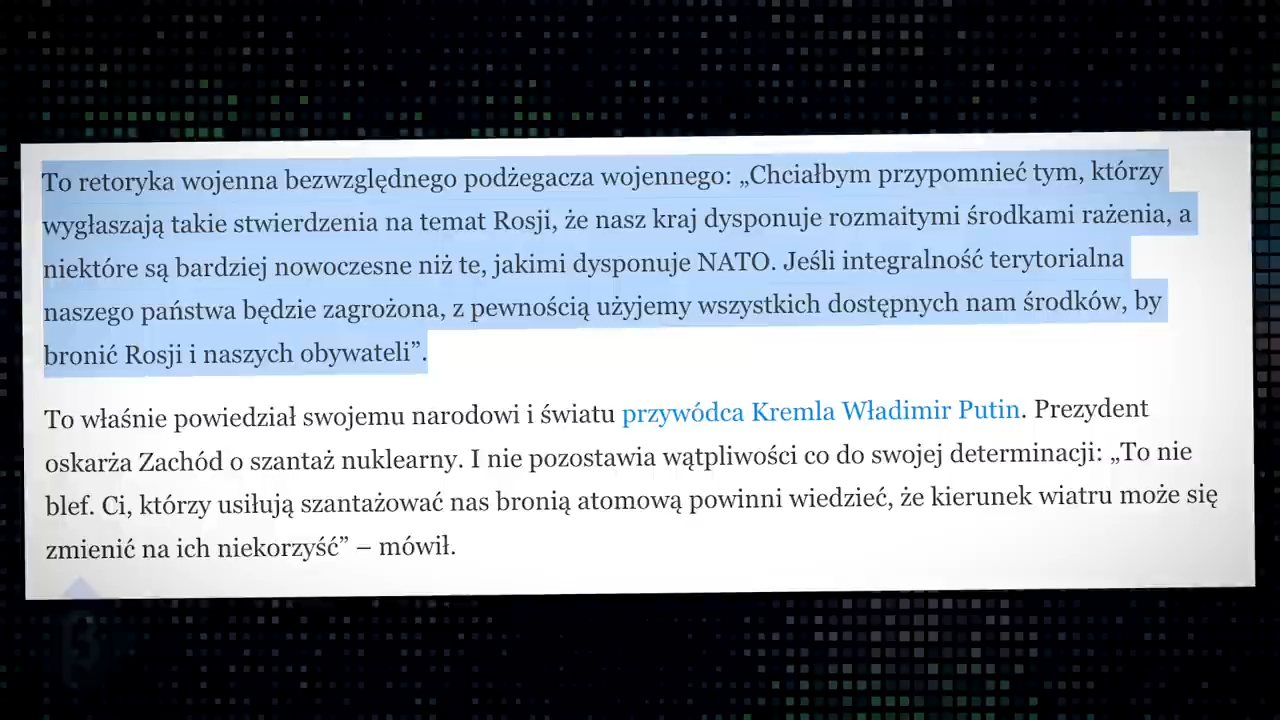 To retoryka wojenna bezwzględnego podżegacza wojennego: „Chciałbym przypomnieć tym, którzy
wygłaszają takie stwierdzenia na temat Rosji, że nasz kraj dysponuje rozmaitymi środkami rażenia, a
niektóre są bardziej nowoczesne niż te, jakimi dysponuje NATO. Jeśli integralność terytorialna
naszego państwa będzie zagrożona, z pewnością użyjemy wszystkich dostępnych nam środków, by
bronić Rosji i naszych obywateli”.
To właśnie powiedział swojemu narodowi i światu przywódca Kremla Władimir Putin. Prezydent
oskarża Zachód o szantaż nuklearny. I nie pozostawia wątpliwości co do swojej determinacji: „To nie
blef. Ci, którzy usiłują szantażować nas bronią atomową powinni wiedzieć, że kierunek wiatru może się
zmienić na ich niekorzyść” – mówił.